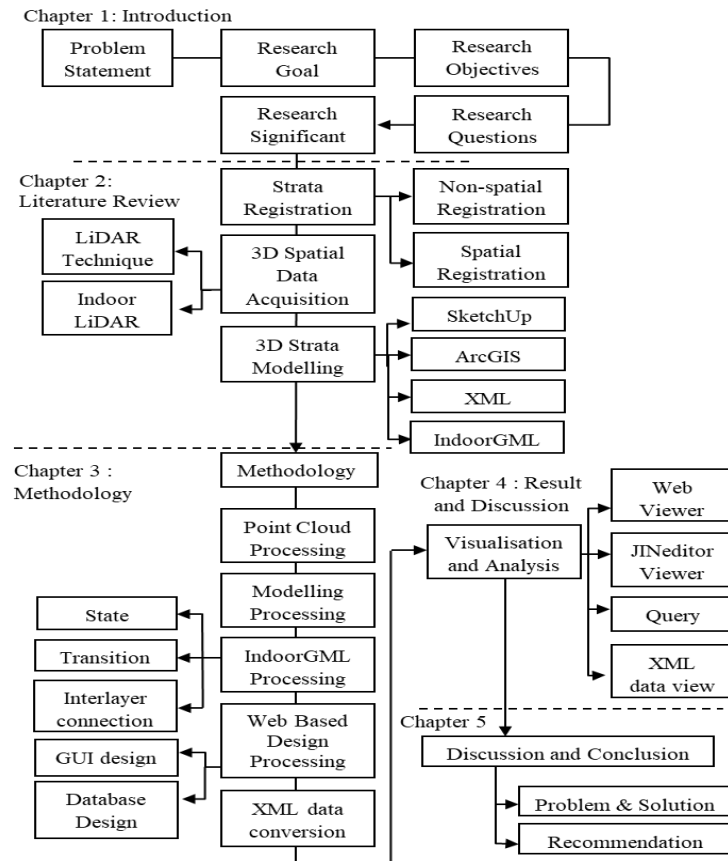 Chapter 1: Introduction
Problem
Statement
Research
Goal
Research
Objectives
Research
Significant
Research
Questions
Chapter 2:
Literature Review
Strata
Registration
Non-spatial
Registration
Spatial
Registration
LiDAR
Technique
Indoor
LiDAR
3D Spatial
Data
Acquisition
3D Strata
Modelling
SketchUp
ArcGIS
XML
IndoorGML
Chapter 3 :
Methodology
Methodology
Point Cloud
Processing
Modelling
Processing
State
Transition
Interlayer
connection
IndoorGML
Processing
GUI design
Database
Design
Web Based
Design
Processing
XML data
conversion
Chapter 4 : Result
and Discussion
Visualisation
and Analysis
Web
Viewer
JINeditor
Viewer
Query
XML
data view
Chapter 5
Discussion and Conclusion
Problem & Solution
Recommendation